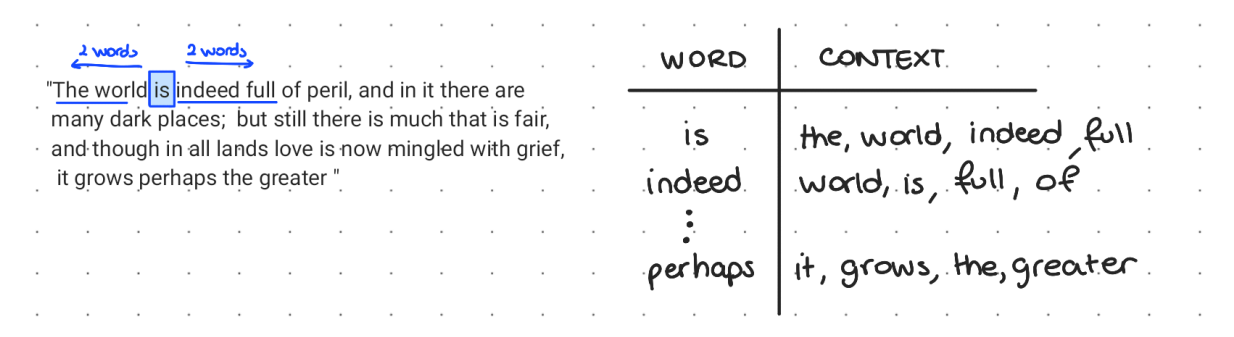 2 words 2 words
"The world is indeed full of peril, and in it there are
many dark places; but still there is much that is fair,
and though in all lands love is now mingled with grief,
it grows perhaps the greater "
WORD CONTEXT
is the, world, indeed, full
indeed world, is, full, of
⋮
perhaps it, grows, the, greater